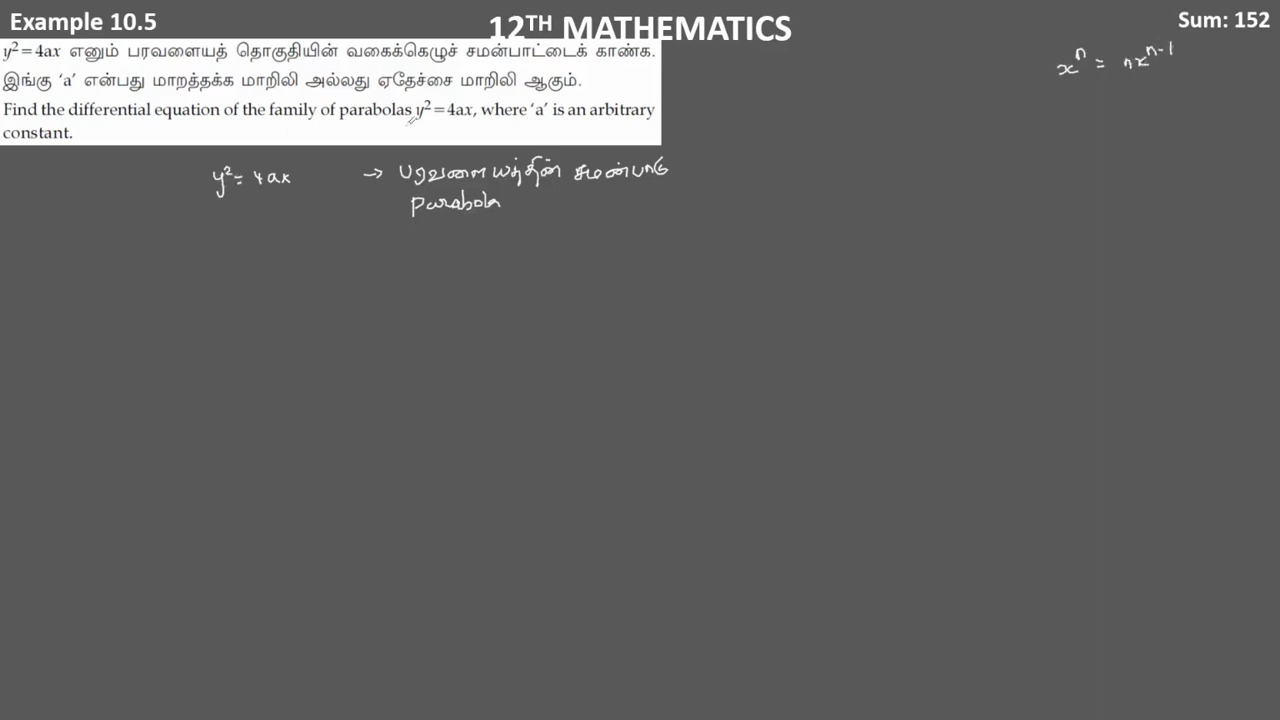 Example 10.5
12TH MATHEMATICS
Sum: 152
y²=4ax எனும் பரவளையத் தொகுதியின் வகைக்கெழுச் சமன்பாட்டைக் காண்க.
இங்கு ‘a’ என்பது மாறத்தக்க மாறிலி அல்லது ஏதேச்சை மாறிலி ஆகும்.
Find the differential equation of the family of parabolas y²=4ax, where ‘a’ is an arbitrary
constant.
xⁿ = nxⁿ⁻¹
y² = 4ax → பரவளையத்தின் சமன்பாடு
parabola